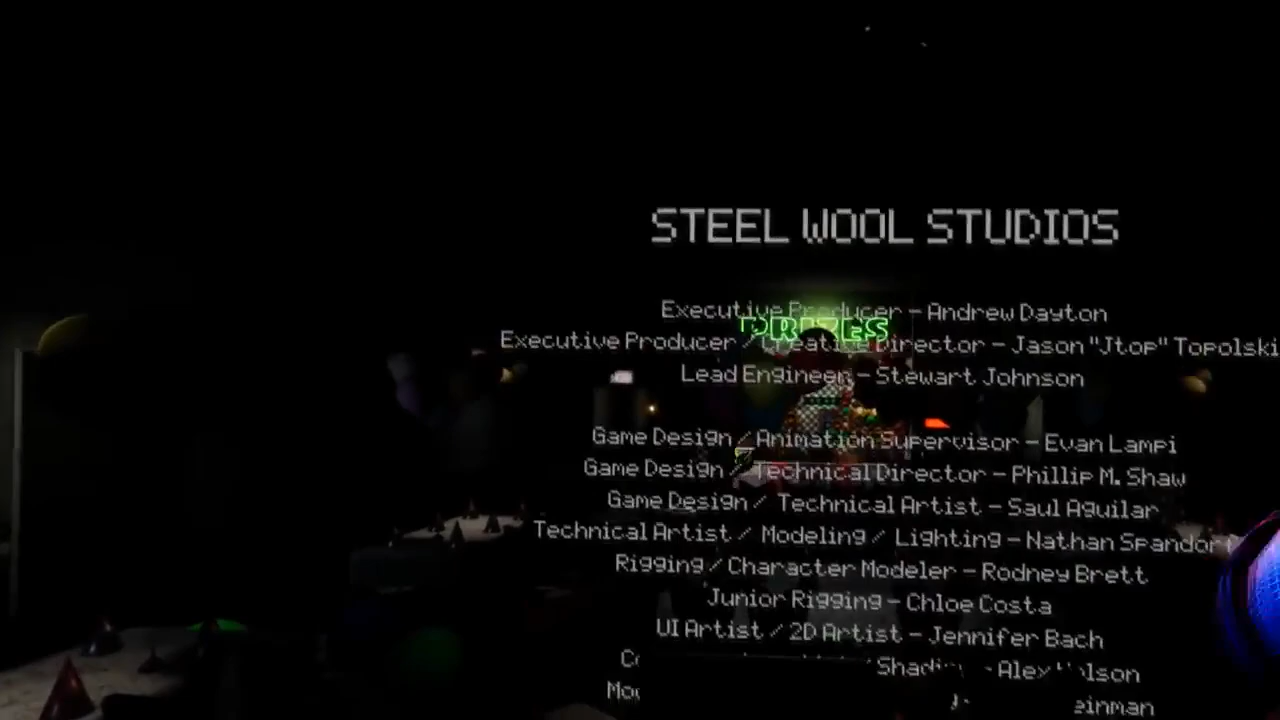 STEEL WOOL STUDIOS
Executive Producer - Andrew Dayton
PRIZES
Executive Producer / Creative Director - Jason "Jtop" Topolski
Lead Engineer - Stewart Johnson
Game Design / Animation Supervisor - Evan Lampi
Game Design / Technical Director - Phillip M. Shaw
Game Design / Technical Artist - Saul Aguilar
Technical Artist / Modeling / Lighting - Nathan
Rigging / Character Modeler - Rodney Brett
Junior Rigging - Chloe Costa
UI Artist / 2D Artist - Jennifer Bach
- Alex